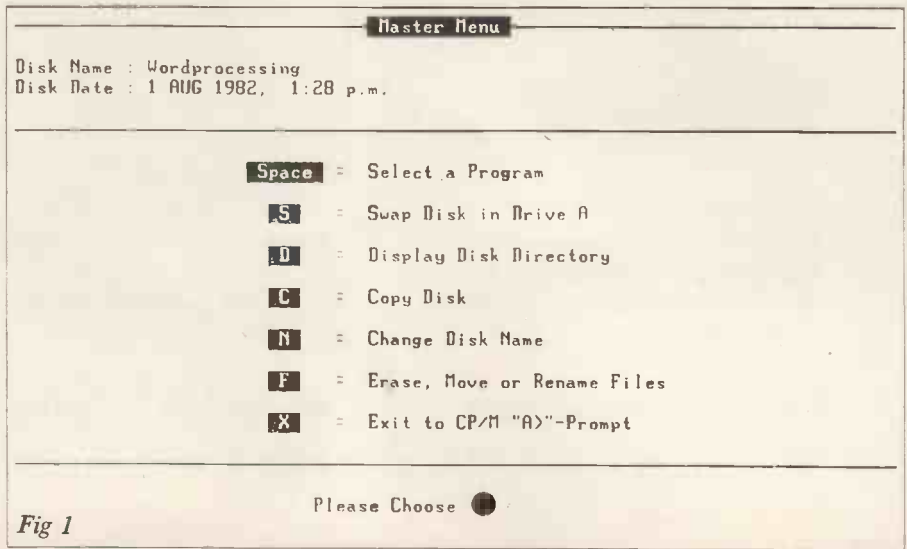 Master Menu
Disk Name : Wordprocessing
Disk Date : 1 AUG 1982, 1:28 p.m.
Space = Select a Program
S = Swap Disk in Drive A
D = Display Disk Directory
C = Copy Disk
N = Change Disk Name
F = Erase, Move or Rename Files
X = Exit to CP/M "A>"-Prompt
Please Choose
Fig 1